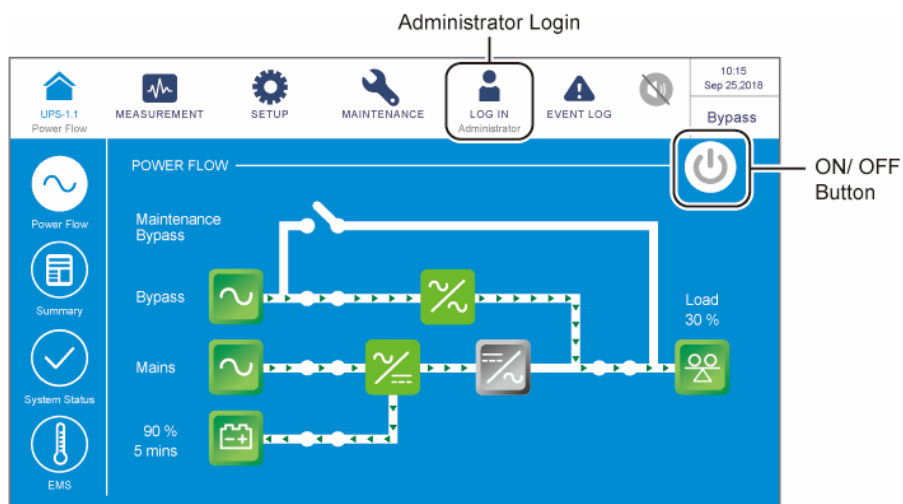 Administrator Login
UPS-1.1
Power Flow
MEASUREMENT
SETUP
MAINTENANCE
LOG IN
Administrator
EVENT LOG
10:15
Sep 25,2018
Bypass
ON/ OFF
Button
POWER FLOW
Power Flow
Summary
System Status
EMS
Maintenance
Bypass
Bypass
Mains
90 %
5 mins
Load
30 %